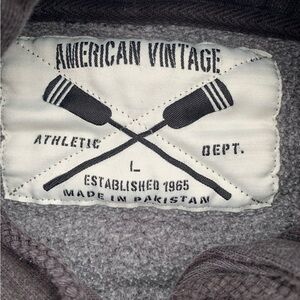 AMERICAN VINTAGE
ATHLETIC DEPT.
L
ESTABLISHED 1965
MADE IN PAKISTAN